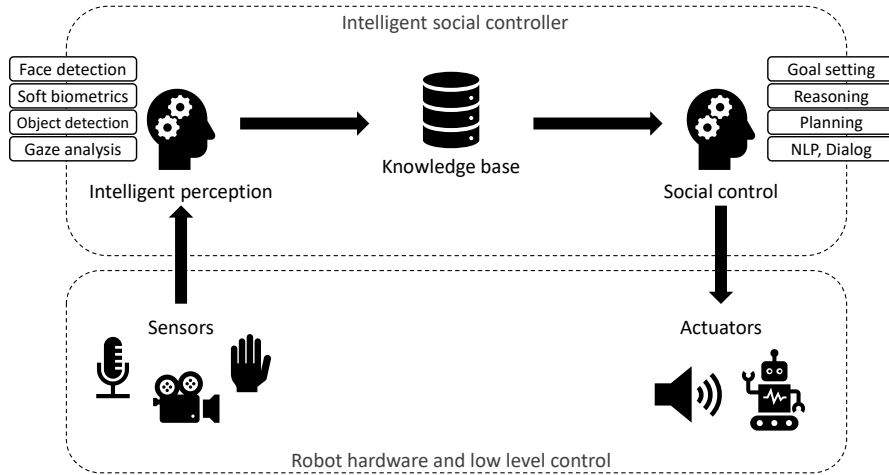 Intelligent social controller
Face detection
Soft biometrics
Object detection
Gaze analysis
Intelligent perception
Knowledge base
Goal setting
Reasoning
Planning
NLP, Dialog
Social control
Sensors
Actuators
Robot hardware and low level control